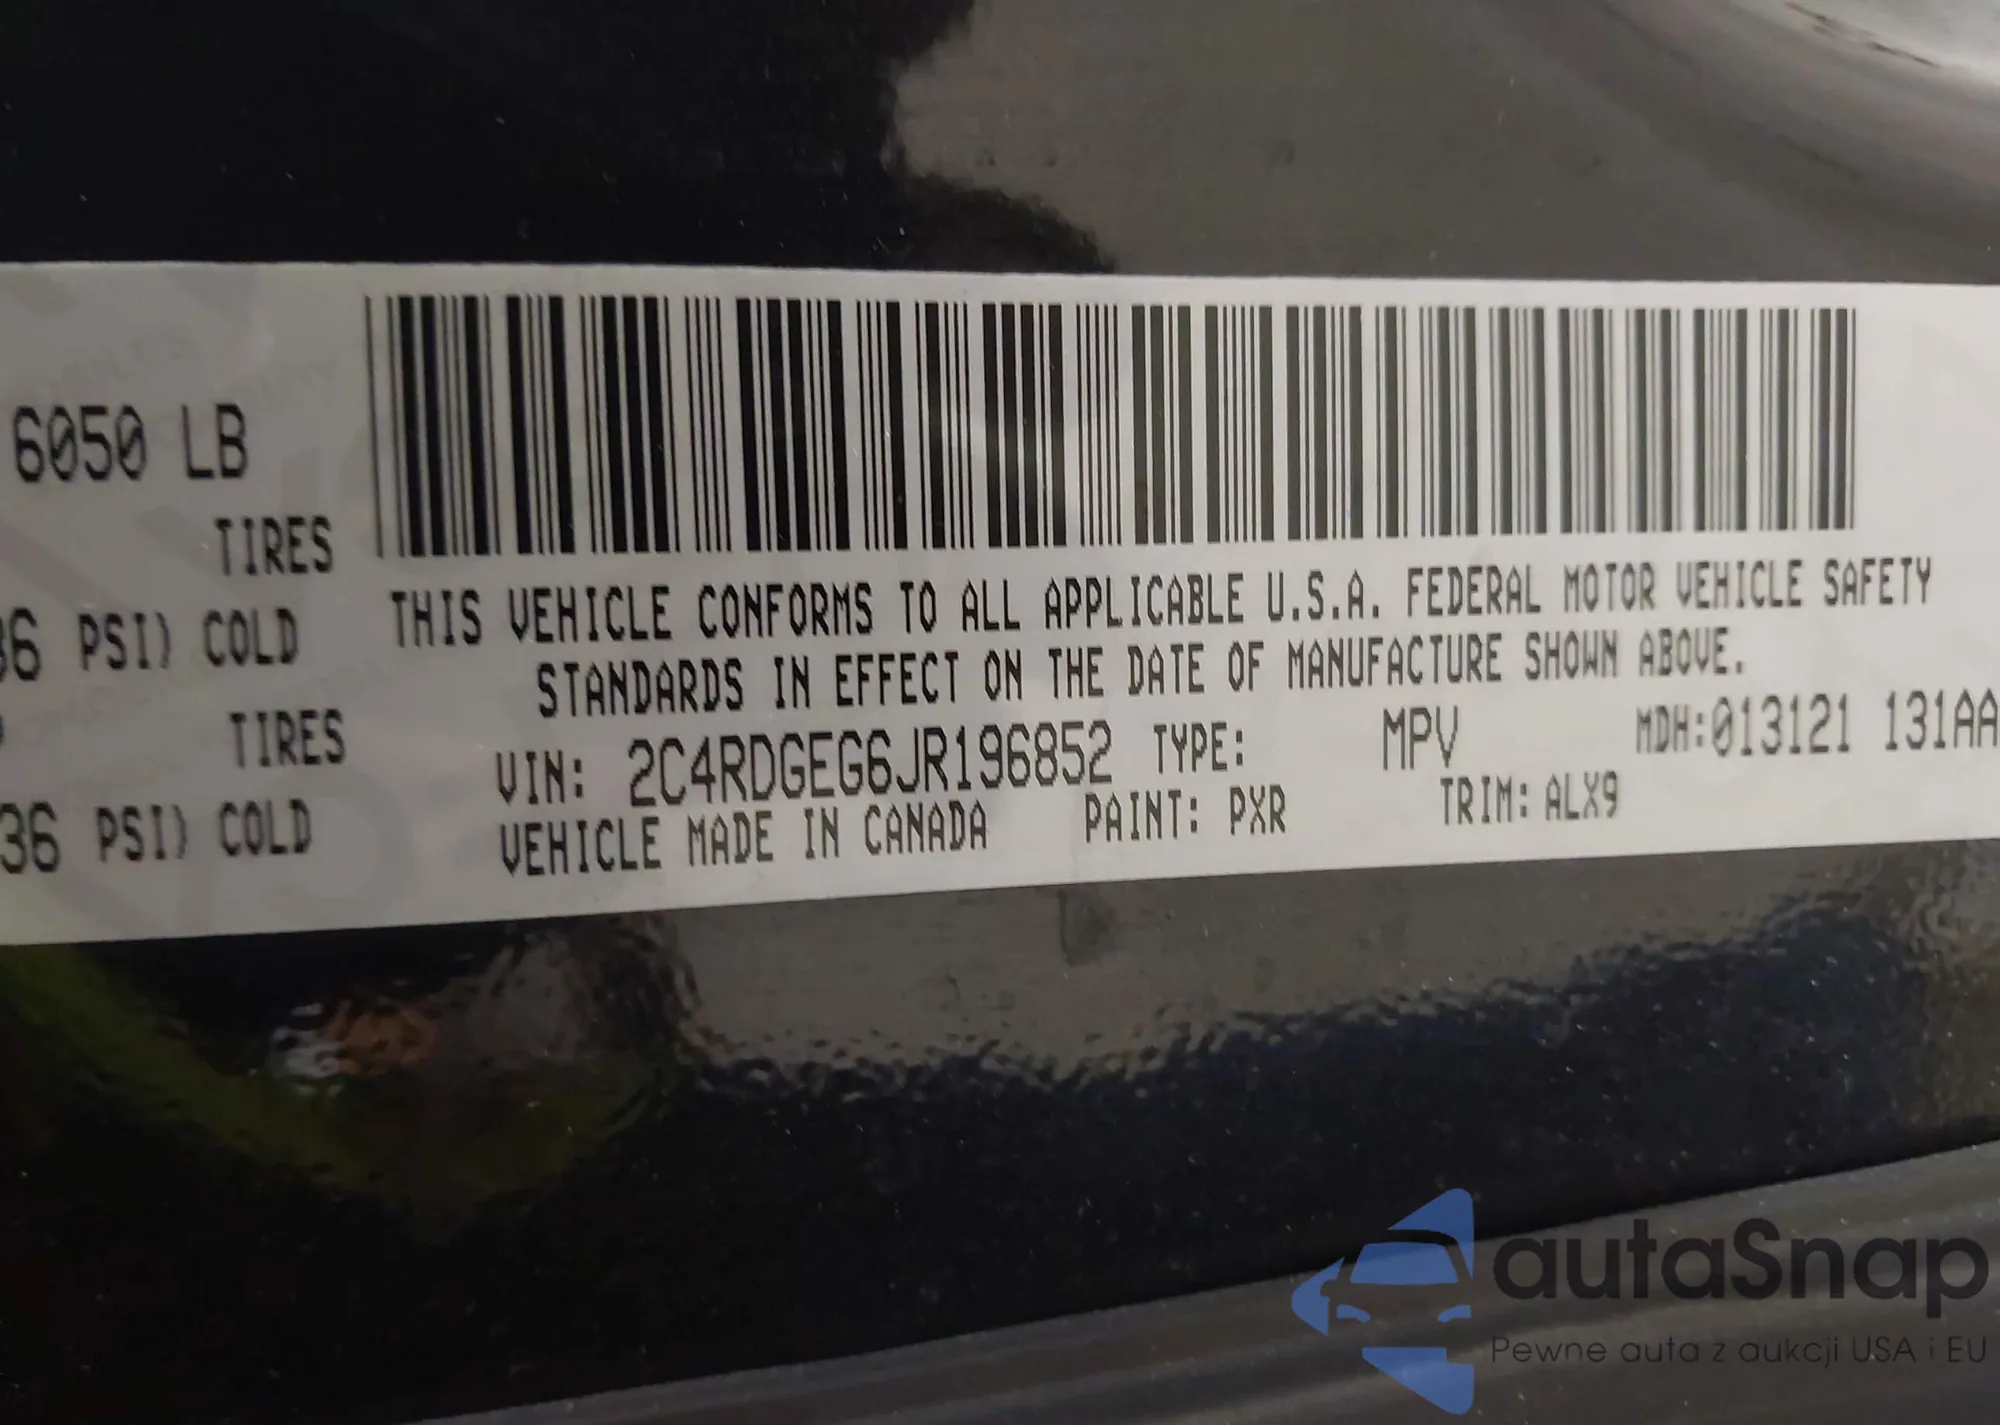 6050 LB
TIRES
36 PSI) COLD
TIRES
36 PSI) COLD
THIS VEHICLE CONFORMS TO ALL APPLICABLE U.S.A. FEDERAL MOTOR VEHICLE SAFETY
STANDARDS IN EFFECT ON THE DATE OF MANUFACTURE SHOWN ABOVE.
VIN: 2C4RDGEG6JR196852 TYPE: MPV MDH:013121 131AA
VEHICLE MADE IN CANADA PAINT: PXR TRIM: ALX9
autaSnap
Pewne auta z aukcji USA i EU